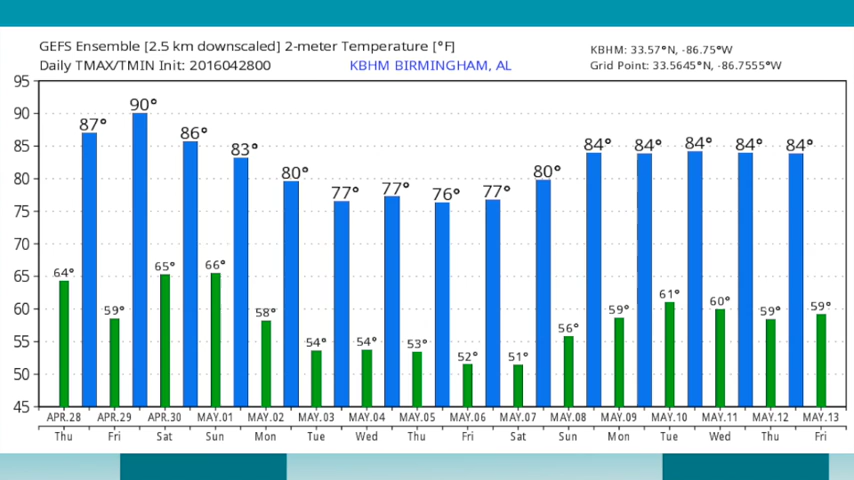 GEFS Ensemble [2.5 km downscaled] 2-meter Temperature [°F]
Daily TMAX/TMIN Init: 2016042800
KBHM BIRMINGHAM, AL
KBHM: 33.57°N, -86.75°W
Grid Point: 33.5645°N, -86.7555°W
95
90
85
80
75
70
65
60
55
50
45
87° 90° 86° 83° 80° 77° 77° 76° 77° 80° 84° 84° 84° 84° 84°
64° 59° 65° 66° 58° 54° 54° 53° 52° 51° 56° 59° 61° 60° 59° 59°
APR.28 APR.29 APR.30 MAY.01 MAY.02 MAY.03 MAY.04 MAY.05 MAY.06 MAY.07 MAY.08 MAY.09 MAY.10 MAY.11 MAY.12 MAY.13
Thu Fri Sat Sun Mon Tue Wed Thu Fri Sat Sun Mon Tue Wed Thu Fri